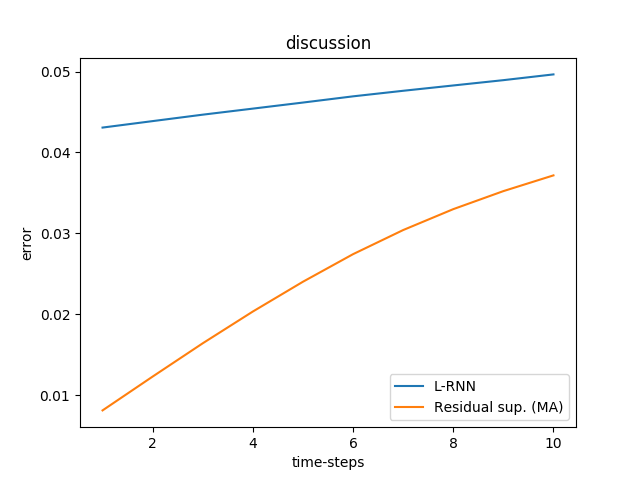 discussion
0.05
0.04
0.03
0.02
0.01
error
2
4
6
8
10
time-steps
L-RNN
Residual sup. (MA)